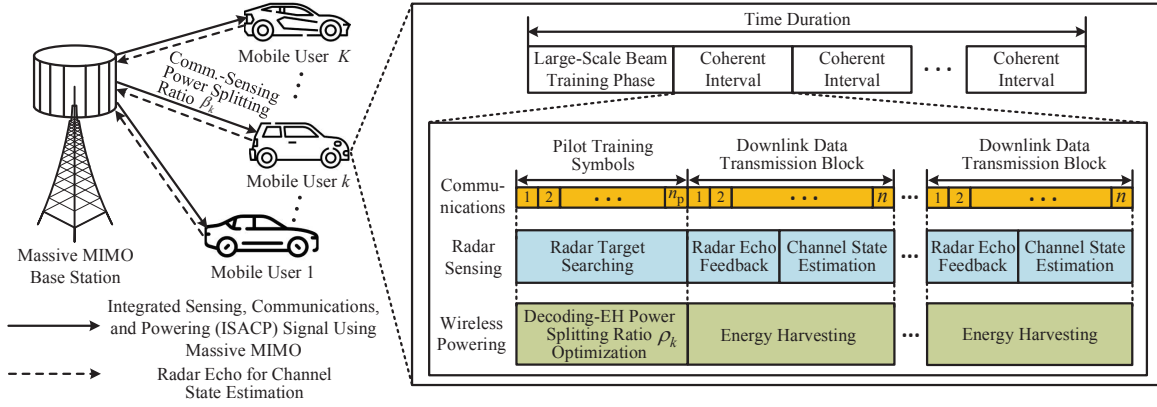 Mobile User K
Comm.-Sensing
Power Splitting
Ratio βk
Mobile User k
Massive MIMO
Base Station
Mobile User 1
Integrated Sensing, Communications,
and Powering (ISACP) Signal Using
Massive MIMO
Radar Echo for Channel
State Estimation
Time Duration
Large-Scale Beam
Training Phase
Coherent
Interval
Coherent
Interval
...
Coherent
Interval
Pilot Training
Symbols
Downlink Data
Transmission Block
Downlink Data
Transmission Block
Commu-
nications
1 2 ... np 1 2 ... n ... 1 2 ... n
Radar
Sensing
Radar Target
Searching
Radar Echo
Feedback
Channel State
Estimation
...
Radar Echo
Feedback
Channel State
Estimation
Wireless
Powering
Decoding-EH Power
Splitting Ratio ρk
Optimization
Energy Harvesting
...
Energy Harvesting